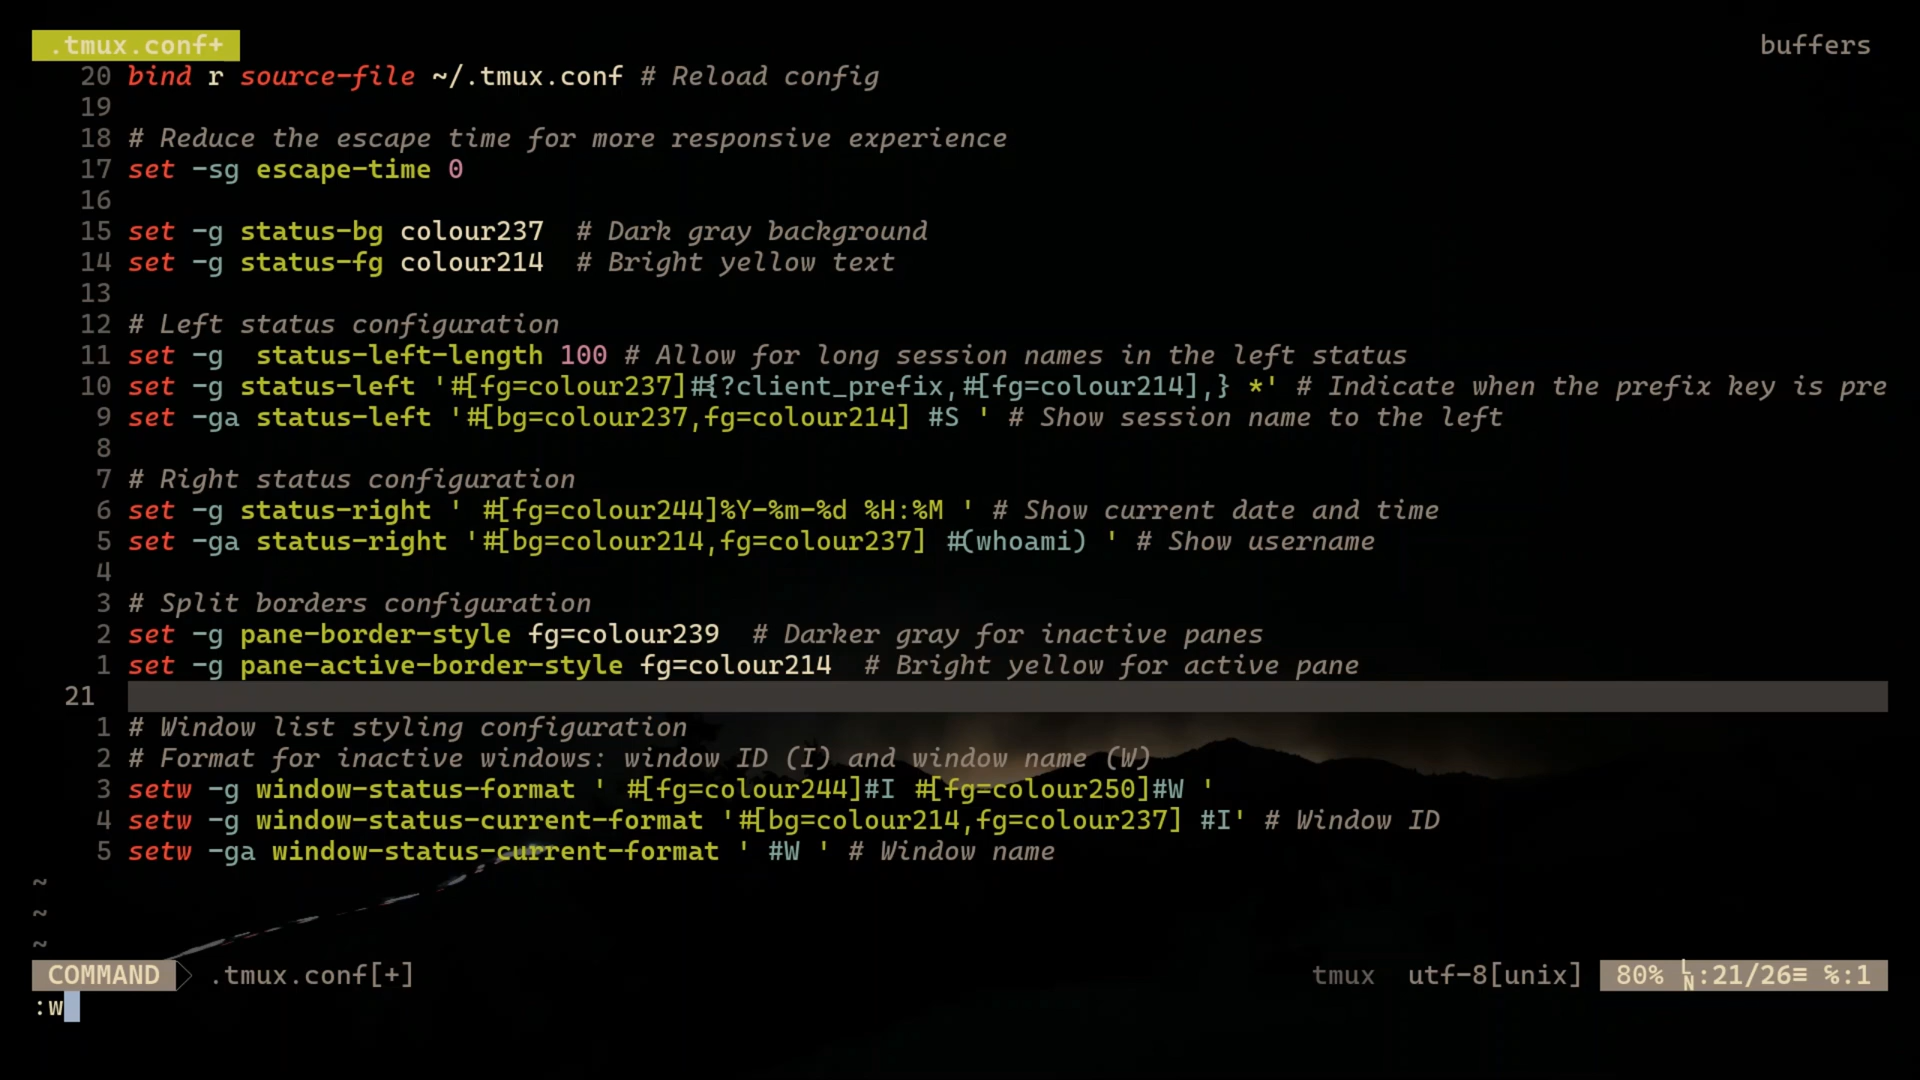 .tmux.conf+ buffers
20 bind r source-file ~/.tmux.conf # Reload config
19
18 # Reduce the escape time for more responsive experience
17 set -sg escape-time 0
16
15 set -g status-bg colour237  # Dark gray background
14 set -g status-fg colour214  # Bright yellow text
13
12 # Left status configuration
11 set -g  status-left-length 100 # Allow for long session names in the left status
10 set -g status-left '#[fg=colour237]#{?client_prefix,#[fg=colour214],} *' # Indicate when the prefix key is pre
9 set -ga status-left '#[bg=colour237,fg=colour214] #S ' # Show session name to the left
8
7 # Right status configuration
6 set -g status-right ' #[fg=colour244]%Y-%m-%d %H:%M ' # Show current date and time
5 set -ga status-right '#[bg=colour214,fg=colour237] #(whoami) ' # Show username
4
3 # Split borders configuration
2 set -g pane-border-style fg=colour239  # Darker gray for inactive panes
1 set -g pane-active-border-style fg=colour214  # Bright yellow for active pane
21
1 # Window list styling configuration
2 # Format for inactive windows: window ID (I) and window name (W)
3 setw -g window-status-format ' #[fg=colour244]#I #[fg=colour250]#W '
4 setw -g window-status-current-format '#[bg=colour214,fg=colour237] #I' # Window ID
5 setw -ga window-status-current-format ' #W ' # Window name
~
~
~
COMMAND .tmux.conf[+] tmux utf-8[unix] 80% LN:21/26≡ ℅:1
:w